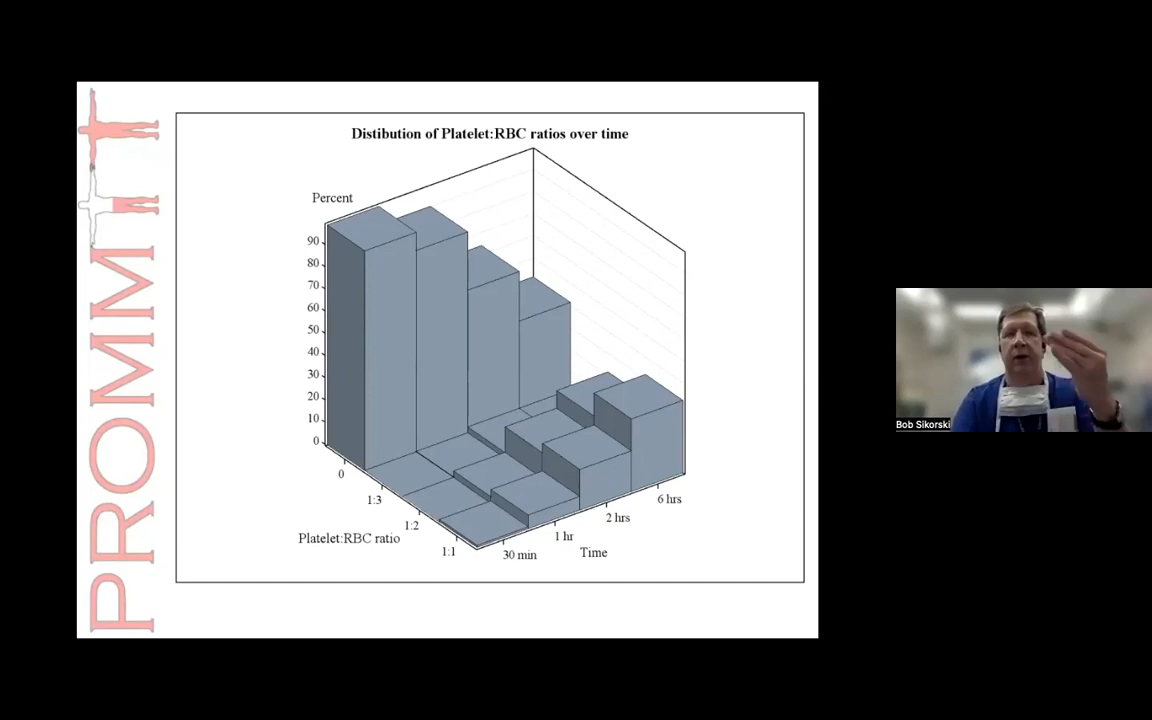 PROMMTT
Distibution of Platelet:RBC ratios over time
Percent
90
80
70
60
50
40
30
20
10
0
0
1:3
1:2
1:1
Platelet:RBC ratio
30 min
1 hr
2 hrs
6 hrs
Time
Bob Sikorski